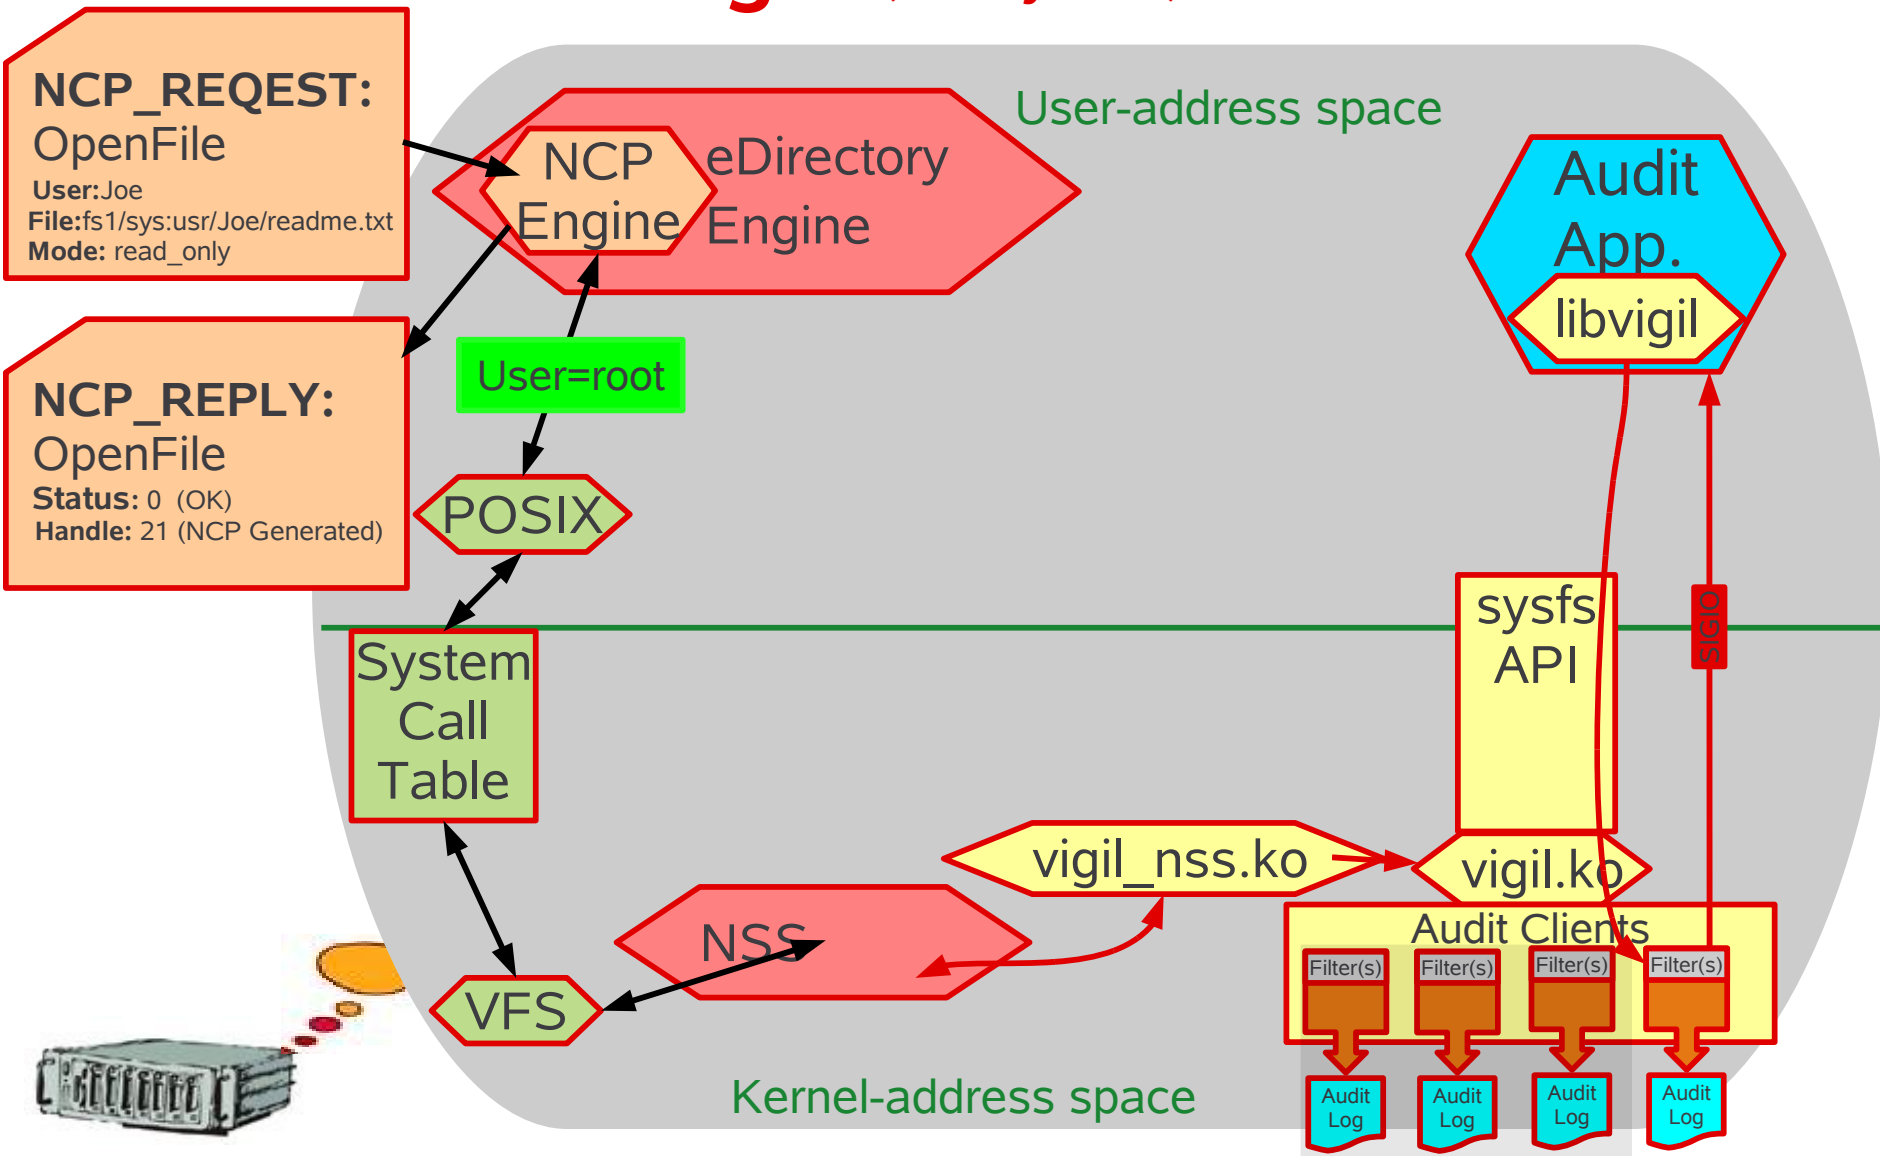 NCP_REQEST:
OpenFile
User:Joe
File:fs1/sys:usr/Joe/readme.txt
Mode: read_only
NCP_REPLY:
OpenFile
Status: 0 (OK)
Handle: 21 (NCP Generated)
User-address space
NCP
Engine
eDirectory
Engine
User=root
POSIX
System
Call
Table
VFS
NSS
vigil_nss.ko
Audit
App.
libvigil
sysfs
API
SIGIO
vigil.ko
Audit Clients
Filter(s)
Filter(s)
Filter(s)
Filter(s)
Audit
Log
Audit
Log
Audit
Log
Audit
Log
Kernel-address space